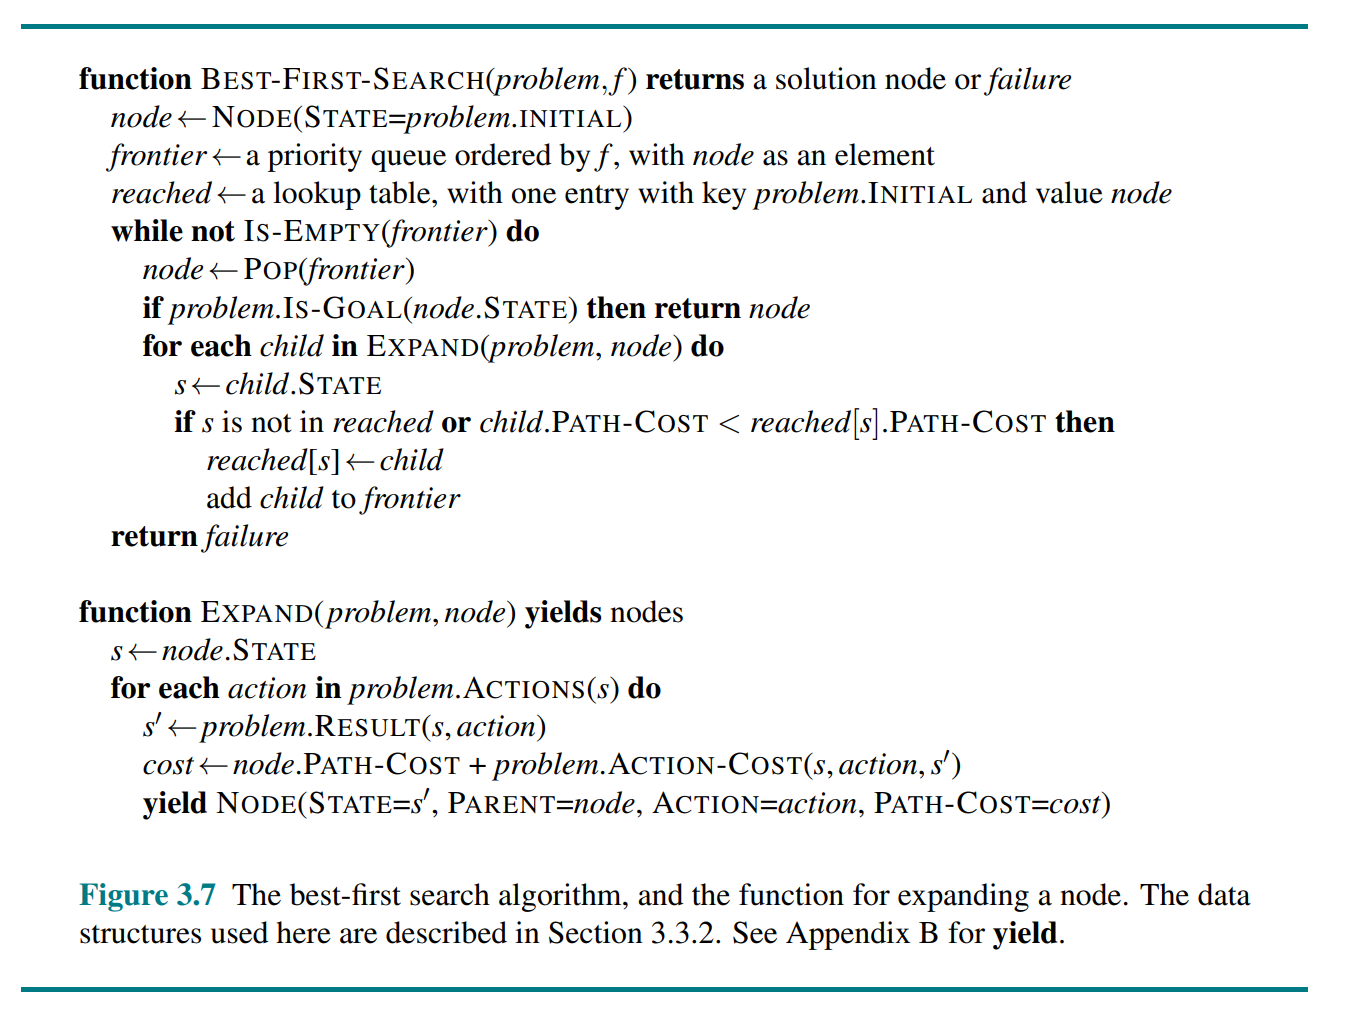 function BEST-FIRST-SEARCH(problem, f) returns a solution node or failure
node ← NODE(STATE=problem.INITIAL)
frontier ← a priority queue ordered by f, with node as an element
reached ← a lookup table, with one entry with key problem.INITIAL and value node
while not IS-EMPTY(frontier) do
node ← POP(frontier)
if problem.IS-GOAL(node.STATE) then return node
for each child in EXPAND(problem, node) do
s ← child.STATE
if s is not in reached or child.PATH-COST < reached[s].PATH-COST then
reached[s] ← child
add child to frontier
return failure
function EXPAND(problem, node) yields nodes
s ← node.STATE
for each action in problem.ACTIONS(s) do
s′ ← problem.RESULT(s, action)
cost ← node.PATH-COST + problem.ACTION-COST(s, action, s′)
yield NODE(STATE=s′, PARENT=node, ACTION=action, PATH-COST=cost)
Figure 3.7 The best-first search algorithm, and the function for expanding a node. The data
structures used here are described in Section 3.3.2. See Appendix B for yield.